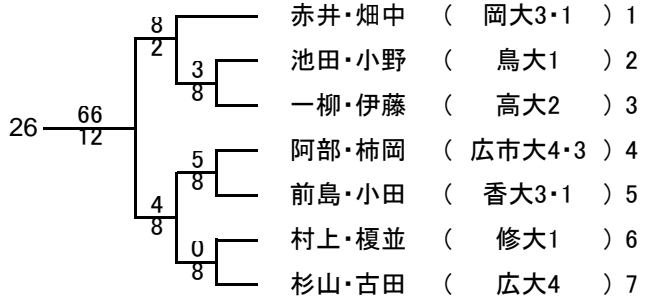 赤井・畑中 ( 岡大3・1 ) 1
8
2
池田・小野 ( 鳥大1 ) 2
3
8
一柳・伊藤 ( 高大2 ) 3
26
66
12
阿部・柿岡 ( 広市大4・3 ) 4
5
8
前島・小田 ( 香大3・1 ) 5
4
8
村上・榎並 ( 修大1 ) 6
0
8
杉山・古田 ( 広大4 ) 7